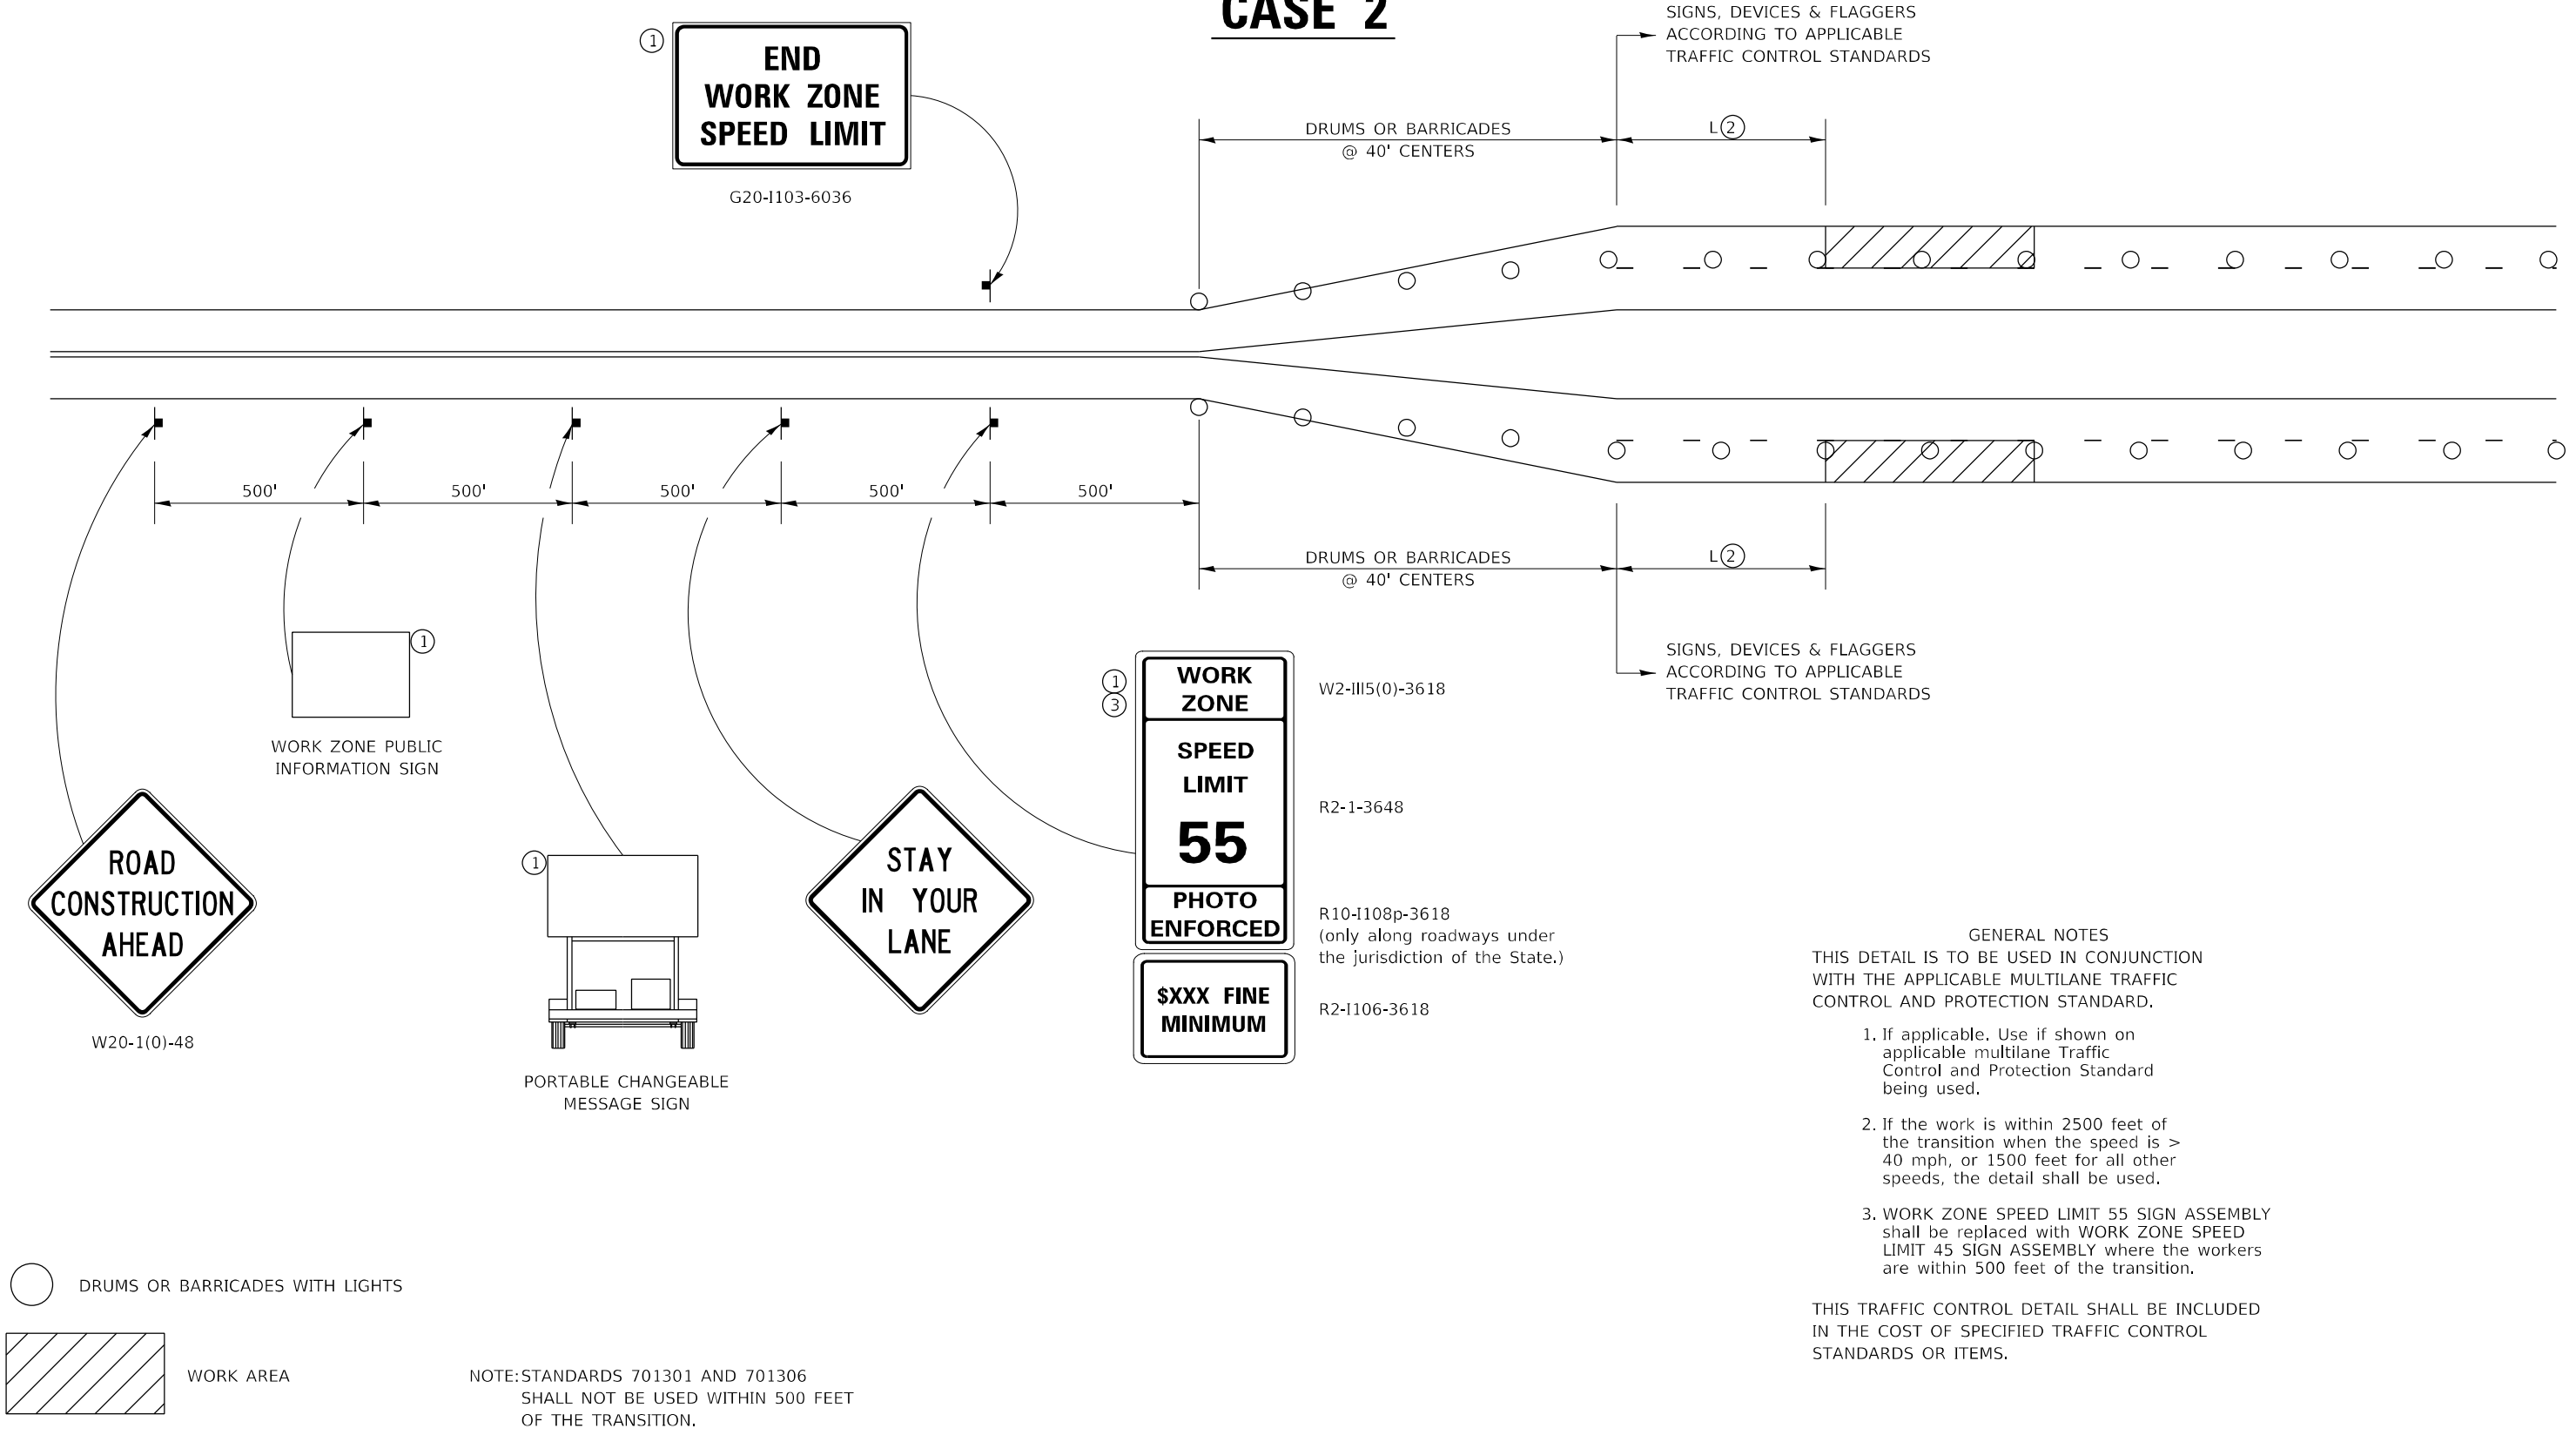 CASE 2
SIGNS, DEVICES & FLAGGERS
ACCORDING TO APPLICABLE
TRAFFIC CONTROL STANDARDS
1
END
WORK ZONE
SPEED LIMIT
G20-I103-6036
DRUMS OR BARRICADES
@ 40' CENTERS
L 2
500'
500'
500'
500'
500'
DRUMS OR BARRICADES
@ 40' CENTERS
L 2
SIGNS, DEVICES & FLAGGERS
ACCORDING TO APPLICABLE
TRAFFIC CONTROL STANDARDS
1
WORK ZONE PUBLIC
INFORMATION SIGN
ROAD
CONSTRUCTION
AHEAD
W20-1(0)-48
1
PORTABLE CHANGEABLE
MESSAGE SIGN
STAY
IN YOUR
LANE
1
3
WORK
ZONE
W2-III5(0)-3618
SPEED
LIMIT
55
R2-1-3648
PHOTO
ENFORCED
R10-I108p-3618
(only along roadways under
the jurisdiction of the State.)
$XXX FINE
MINIMUM
R2-I106-3618
GENERAL NOTES
THIS DETAIL IS TO BE USED IN CONJUNCTION
WITH THE APPLICABLE MULTILANE TRAFFIC
CONTROL AND PROTECTION STANDARD.
1. If applicable. Use if shown on
applicable multilane Traffic
Control and Protection Standard
being used.
2. If the work is within 2500 feet of
the transition when the speed is >
40 mph, or 1500 feet for all other
speeds, the detail shall be used.
3. WORK ZONE SPEED LIMIT 55 SIGN ASSEMBLY
shall be replaced with WORK ZONE SPEED
LIMIT 45 SIGN ASSEMBLY where the workers
are within 500 feet of the transition.
THIS TRAFFIC CONTROL DETAIL SHALL BE INCLUDED
IN THE COST OF SPECIFIED TRAFFIC CONTROL
STANDARDS OR ITEMS.
DRUMS OR BARRICADES WITH LIGHTS
WORK AREA
NOTE: STANDARDS 701301 AND 701306
SHALL NOT BE USED WITHIN 500 FEET
OF THE TRANSITION.